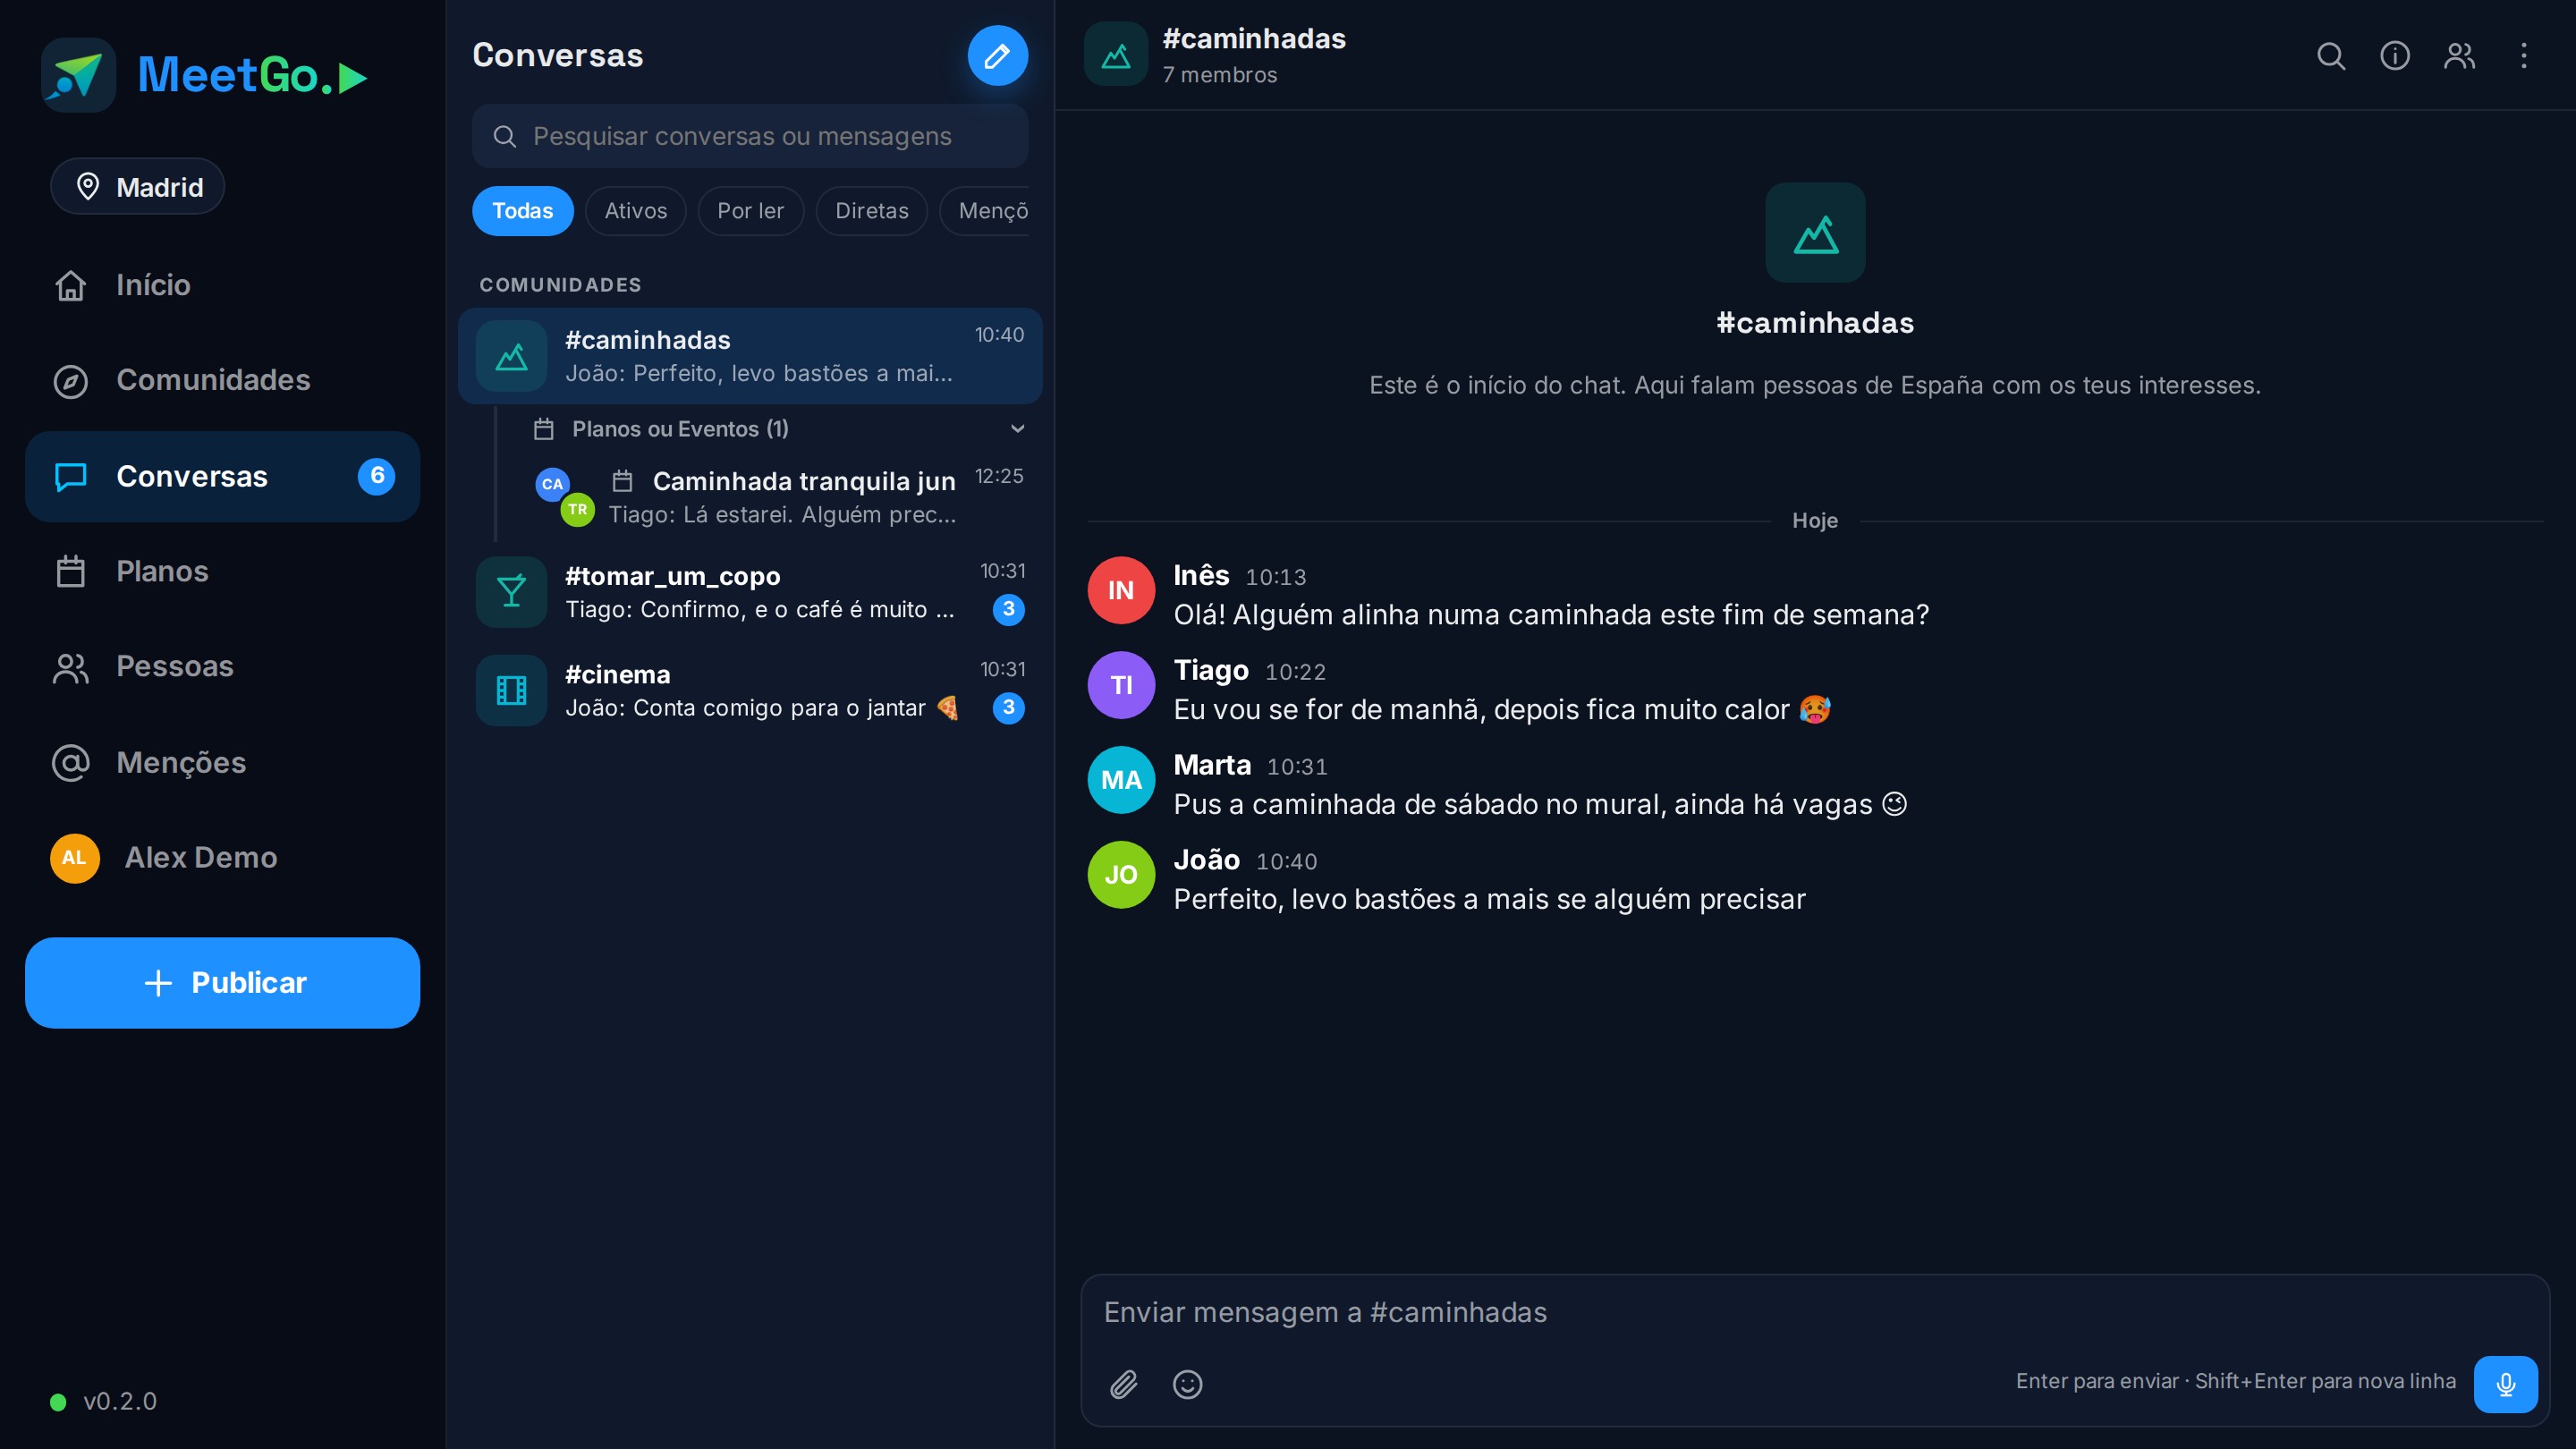 MeetGo.
Madrid
Início
Comunidades
Conversas 6
Planos
Pessoas
Menções
AL Alex Demo
Publicar
v0.2.0
Conversas
Pesquisar conversas ou mensagens
Todas Ativos Por ler Diretas Mençõ
COMUNIDADES
#caminhadas 10:40
João: Perfeito, levo bastões a mai...
Planos ou Eventos (1)
CA Caminhada tranquila jun 12:25
TR Tiago: Lá estarei. Alguém prec...
#tomar_um_copo 10:31
Tiago: Confirmo, e o café é muito ... 3
#cinema 10:31
João: Conta comigo para o jantar 🍕 3
#caminhadas
7 membros
#caminhadas
Este é o início do chat. Aqui falam pessoas de España com os teus interesses.
Hoje
IN Inês 10:13
Olá! Alguém alinha numa caminhada este fim de semana?
TI Tiago 10:22
Eu vou se for de manhã, depois fica muito calor 🥵
MA Marta 10:31
Pus a caminhada de sábado no mural, ainda há vagas 😉
JO João 10:40
Perfeito, levo bastões a mais se alguém precisar
Enviar mensagem a #caminhadas
Enter para enviar · Shift+Enter para nova linha